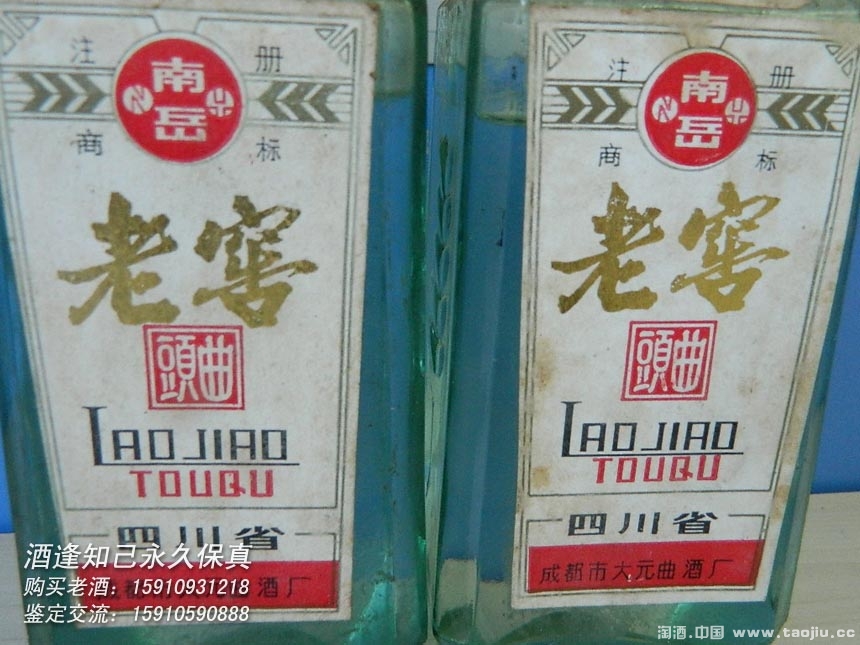 注 册
南岳
商 标
老窖
頭曲
LAOJIAO
TOUQU
四川省
酒厂
注 册
南岳
商 标
老窖
頭曲
LAOJIAO
TOUQU
四川省
成都市大元曲酒厂
酒逢知己永久保真
购买老酒：15910931218
鉴定交流：15910590888
淘酒.中国 www.taojiu.cc